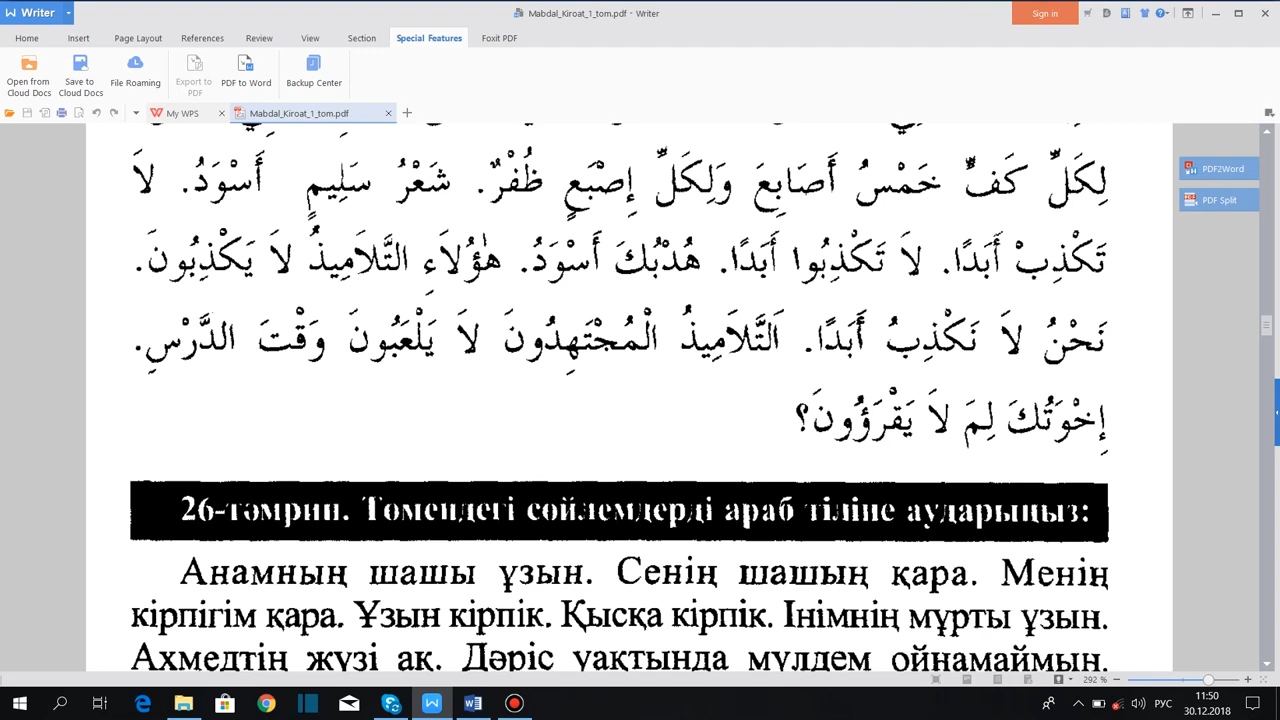 Writer
Mabdal_Kiroat_1_tom.pdf - Writer
Sign in
Home Insert Page Layout References Review View Section Special Features Foxit PDF
Open from Cloud Docs
Save to Cloud Docs
File Roaming
Export to PDF
PDF to Word
Backup Center
My WPS
Mabdal_Kiroat_1_tom.pdf
PDF2Word
PDF Split
لِكَلِّ كَفٍّ خَمْسُ أَصَابِعَ وَلِكَلِّ إِصْبَعٍ ظُفْرٌ. شَعْرُ سَلِيمٍ أَسْوَدُ. لاَ
تَكْذِبْ أَبَدًا. لاَ تَكْذِبُوا أَبَدًا. هُدْبُكَ أَسْوَدُ. هٰؤُلاَءِ التَّلاَمِيذُ لاَ يَكْذِبُونَ.
نَحْنُ لاَ نَكْذِبُ أَبَدًا. اَلتَّلاَمِيذُ الْمُجْتَهِدُونَ لاَ يَلْعَبُونَ وَقْتَ الدَّرْسِ.
إِخْوَتُكَ لِمَ لاَ يَقْرَؤُونَ؟
26-тәмрин. Төмендегі сөйлемдерді араб тіліне аударыңыз:
Анамның шашы ұзын. Сенің шашың қара. Менің
кірпігім қара. Ұзын кірпік. Қысқа кірпік. Інімнің мұрты ұзын.
Ахмедтің жүзі ақ. Дәріс уақтында мүлдем ойнамаймын.
292 %
РУС
11:50
30.12.2018